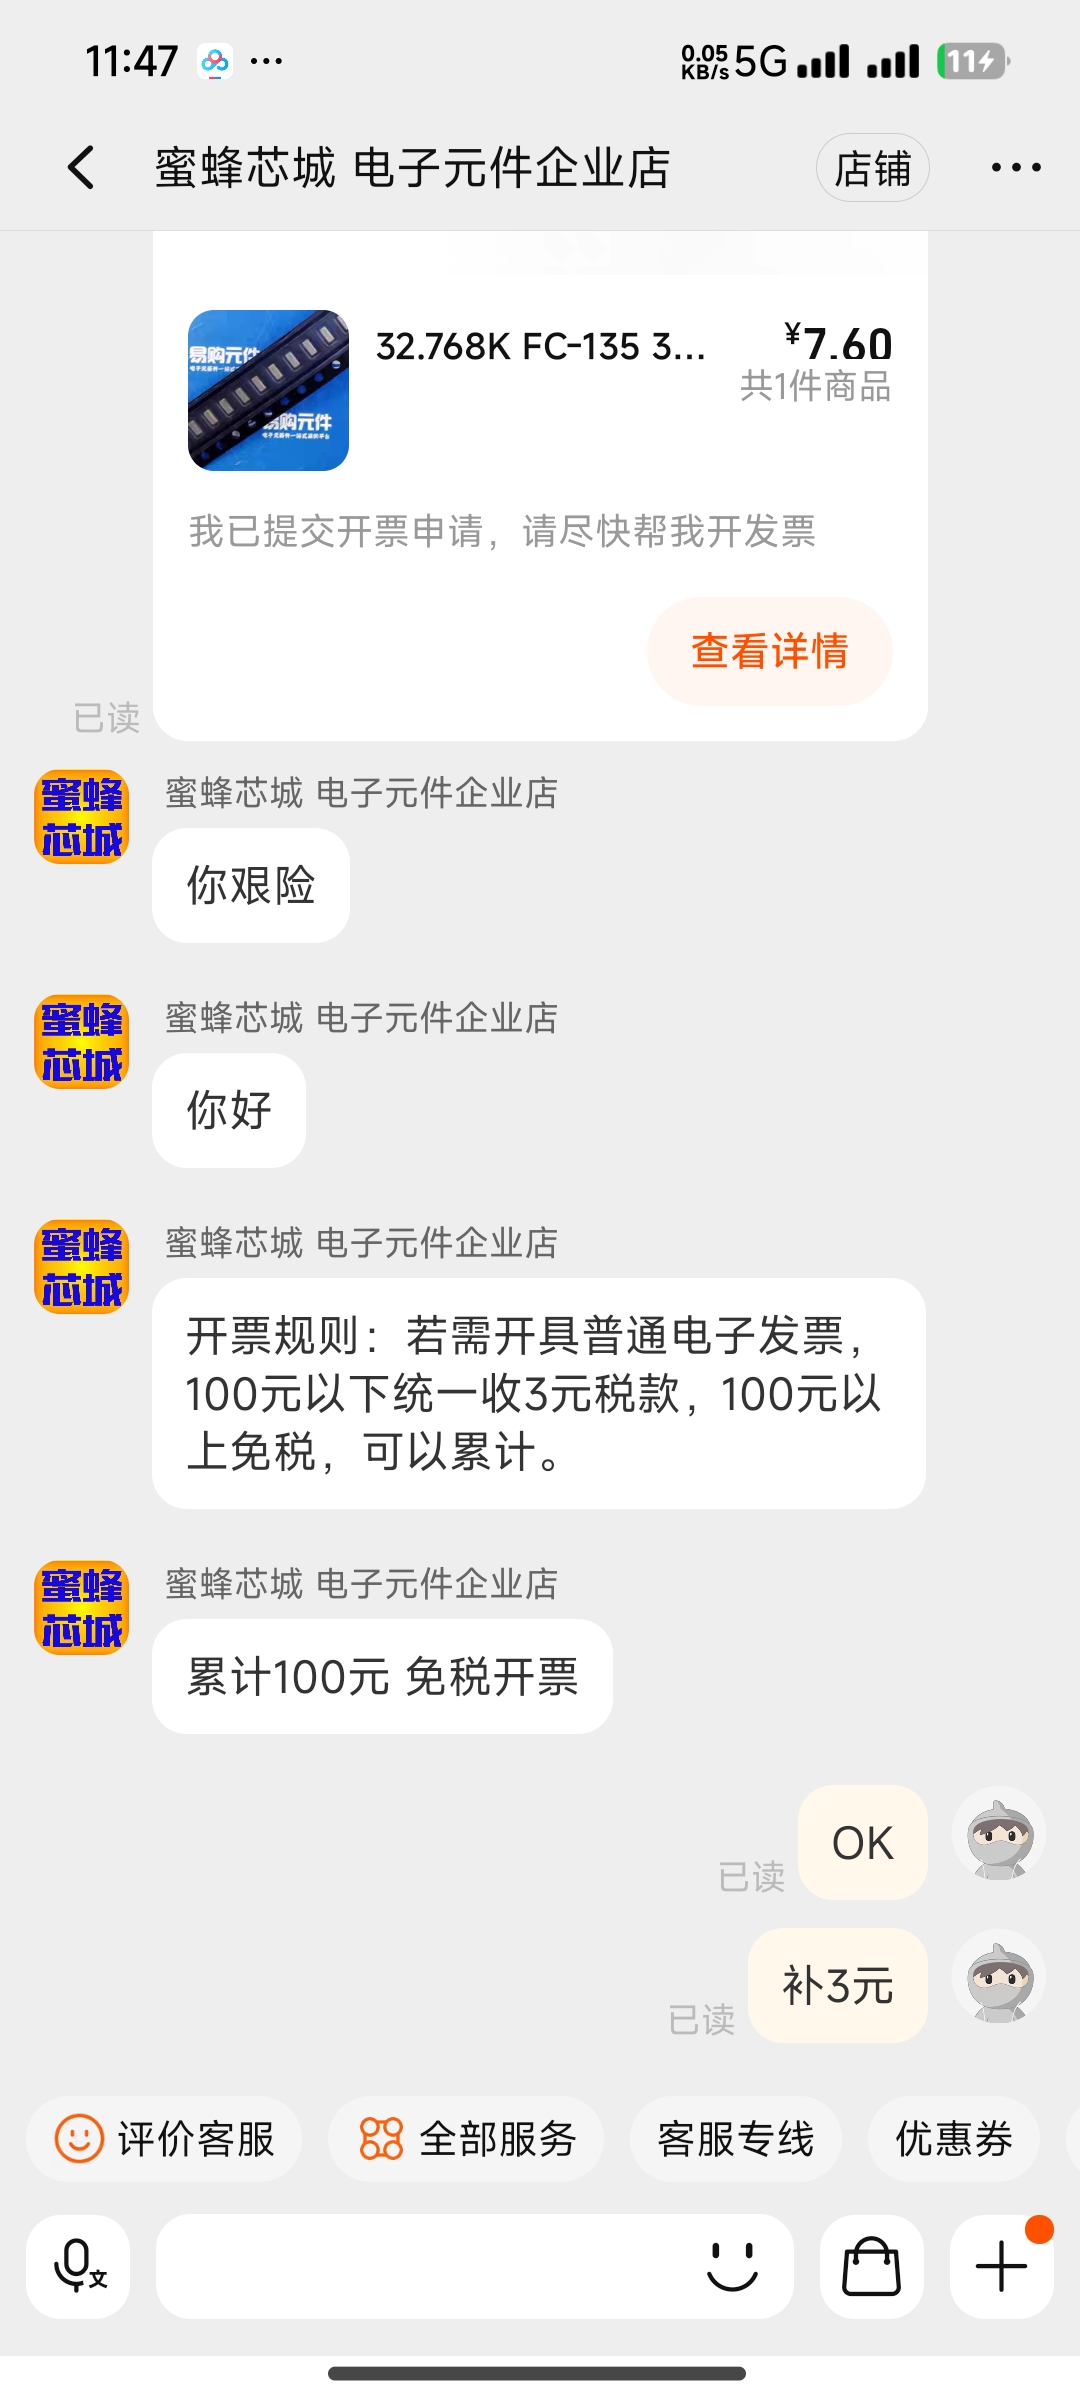 11:47
0.05 KB/s 5G 11
蜜蜂芯城 电子元件企业店 店铺
32.768K FC-135 3... ¥7.60
共1件商品
易购元件
易购元件
我已提交开票申请，请尽快帮我开发票
查看详情
已读
蜜蜂芯城 电子元件企业店
蜜蜂
芯城
你艰险
蜜蜂芯城 电子元件企业店
蜜蜂
芯城
你好
蜜蜂芯城 电子元件企业店
蜜蜂
芯城
开票规则：若需开具普通电子发票，
100元以下统一收3元税款，100元以
上免税，可以累计。
蜜蜂芯城 电子元件企业店
蜜蜂
芯城
累计100元 免税开票
OK
已读
补3元
已读
评价客服 全部服务 客服专线 优惠券
文